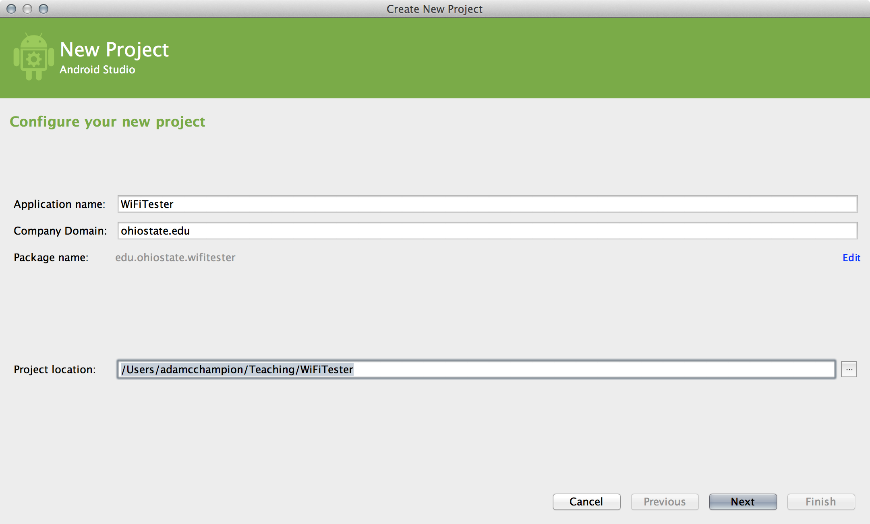 Create New Project
New Project
Android Studio
Configure your new project
Application name: WiFiTester
Company Domain: ohiostate.edu
Package name: edu.ohiostate.wifitester Edit
Project location: /Users/adamcchampion/Teaching/WiFiTester ...
Cancel Previous Next Finish